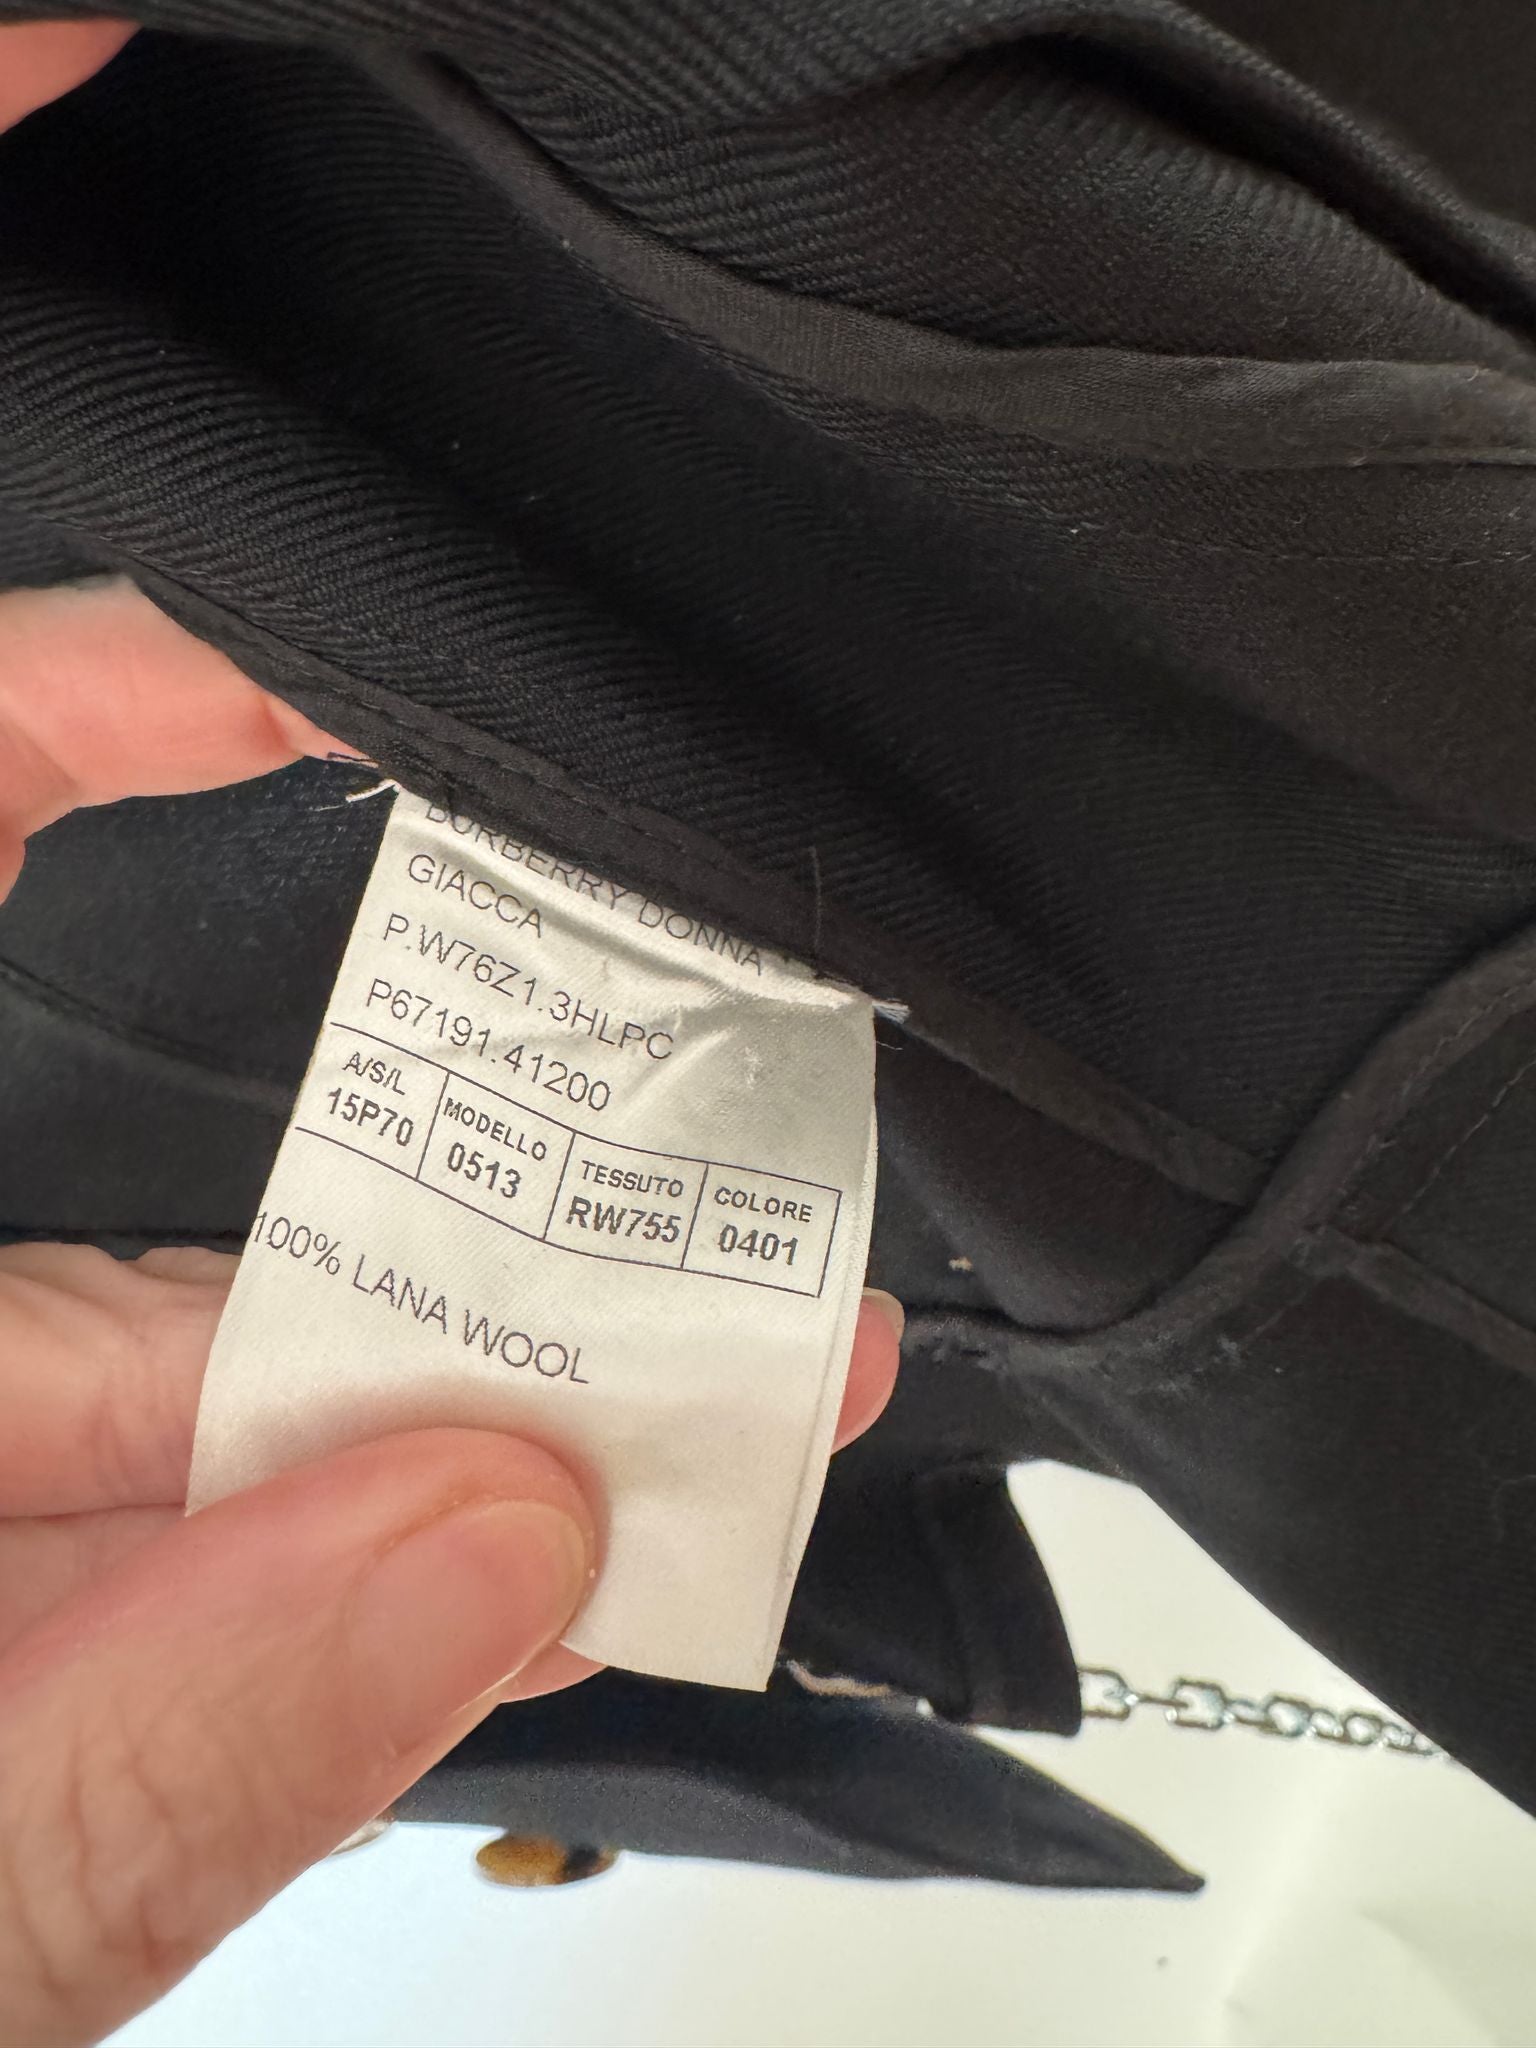 BURBERRY DONNA
GIACCA
P.W76Z1.3HLPC
P67191.41200
A/S/L MODELLO TESSUTO COLORE
15P70 0513 RW755 0401
100% LANA WOOL